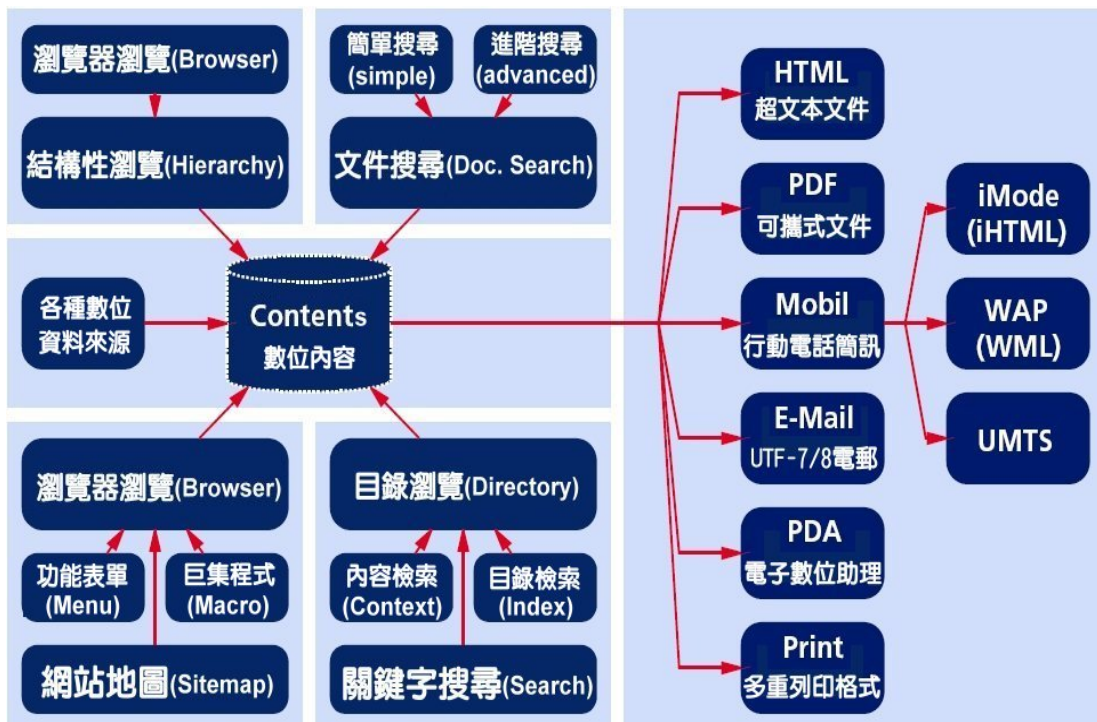 瀏覽器瀏覽(Browser)
結構性瀏覽(Hierarchy)
簡單搜尋
(simple)
進階搜尋
(advanced)
文件搜尋(Doc. Search)
各種數位
資料來源
Contents
數位內容
瀏覽器瀏覽(Browser)
功能表單
(Menu)
巨集程式
(Macro)
網站地圖(Sitemap)
目錄瀏覽(Directory)
內容檢索
(Context)
目錄檢索
(Index)
關鍵字搜尋(Search)
HTML
超文本文件
PDF
可攜式文件
Mobil
行動電話簡訊
E-Mail
UTF-7/8電郵
PDA
電子數位助理
Print
多重列印格式
iMode
(iHTML)
WAP
(WML)
UMTS